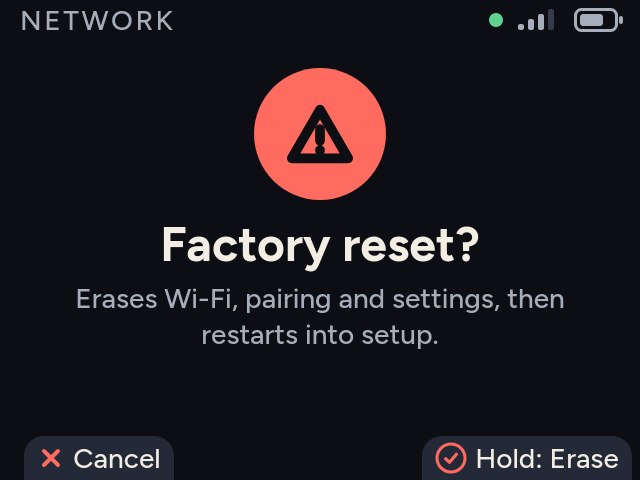 NETWORK
Factory reset?
Erases Wi-Fi, pairing and settings, then
restarts into setup.
Cancel
Hold: Erase